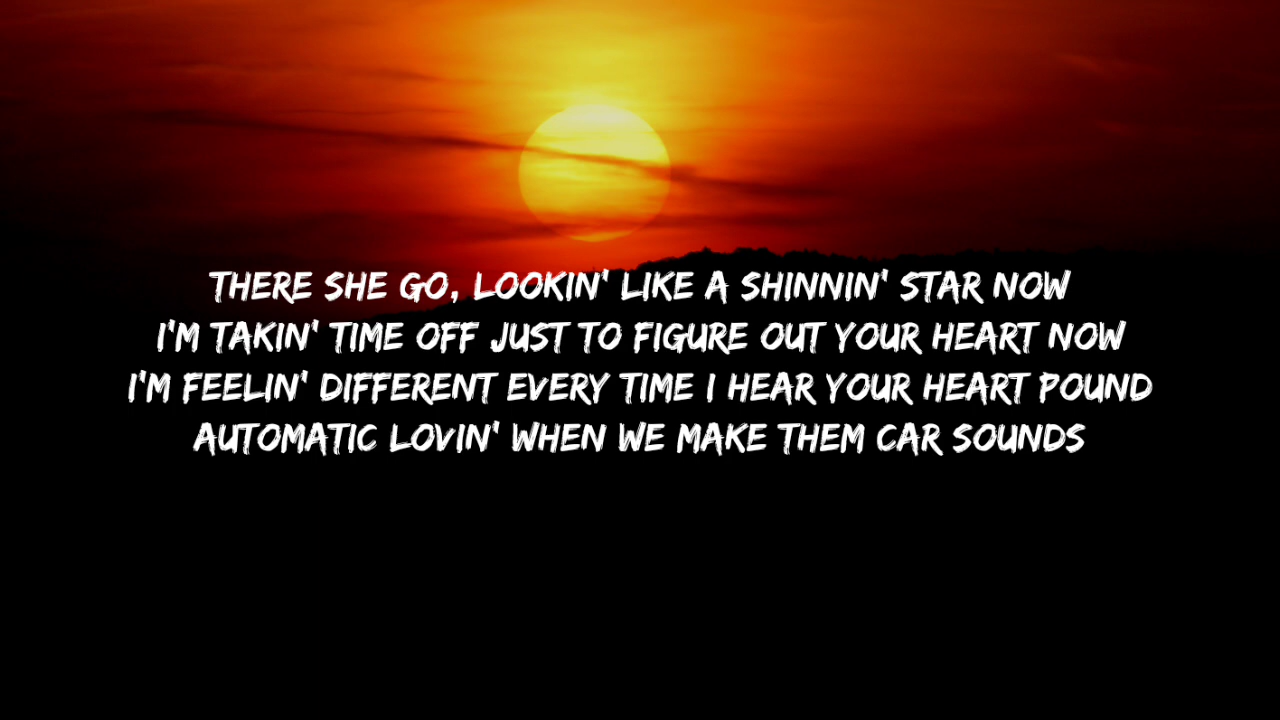 THERE SHE GO, LOOKIN' LIKE A SHINNIN' STAR NOW
I'M TAKIN' TIME OFF JUST TO FIGURE OUT YOUR HEART NOW
I'M FEELIN' DIFFERENT EVERY TIME I HEAR YOUR HEART POUND
AUTOMATIC LOVIN' WHEN WE MAKE THEM CAR SOUNDS